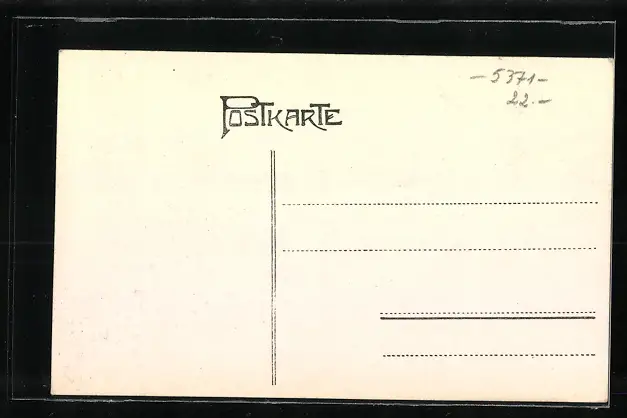 - 5371 -
22.-
POSTKARTE